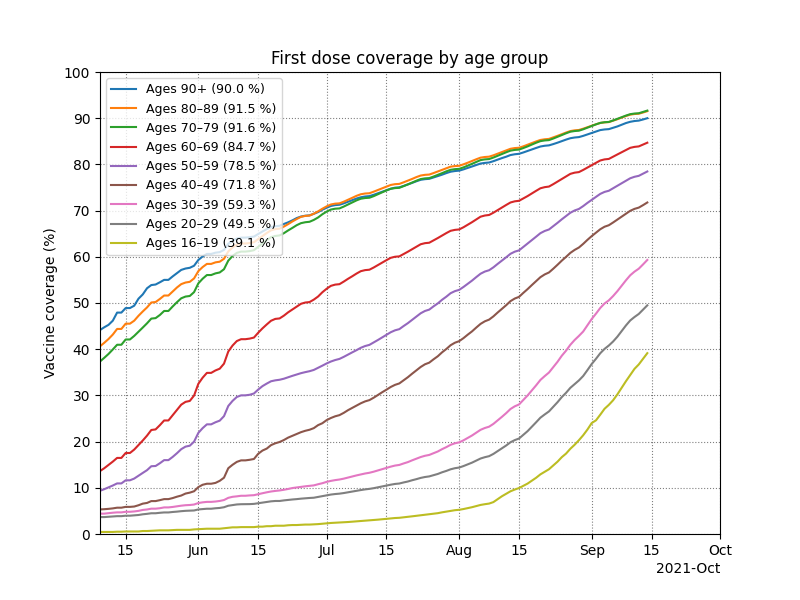 First dose coverage by age group
Vaccine coverage (%)
100
90
80
70
60
50
40
30
20
10
0
Ages 90+ (90.0 %)
Ages 80–89 (91.5 %)
Ages 70–79 (91.6 %)
Ages 60–69 (84.7 %)
Ages 50–59 (78.5 %)
Ages 40–49 (71.8 %)
Ages 30–39 (59.3 %)
Ages 20–29 (49.5 %)
Ages 16–19 (39.1 %)
15 Jun 15 Jul 15 Aug 15 Sep 15 Oct
2021-Oct